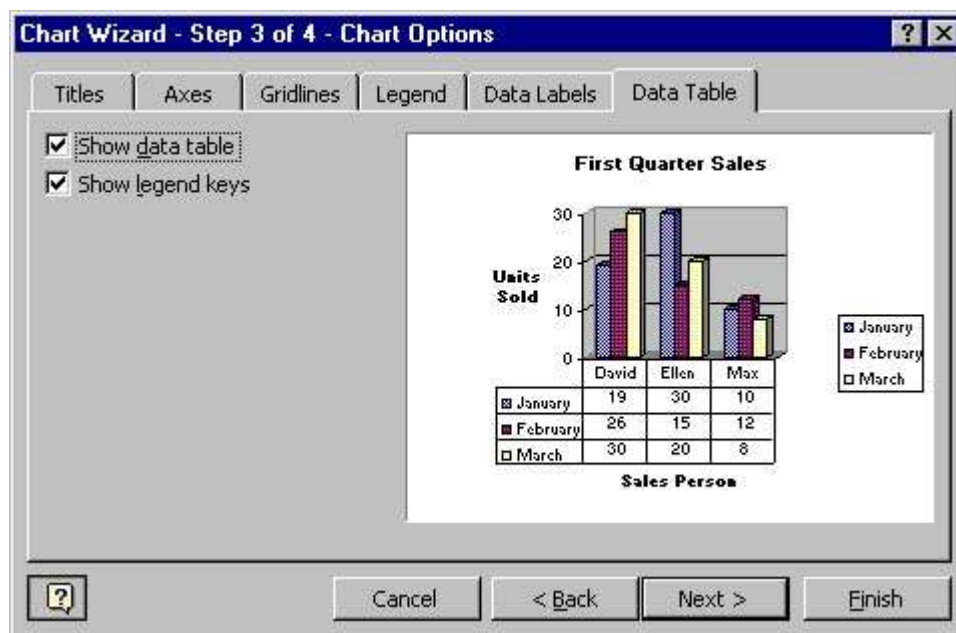 Chart Wizard - Step 3 of 4 - Chart Options
Titles Axes Gridlines Legend Data Labels Data Table
Show data table
Show legend keys
First Quarter Sales
30
20
10
0
Units
Sold
January
February
March
David Ellen Max
January 19 30 10
February 26 15 12
March 30 20 8
Sales Person
Cancel < Back Next > Finish